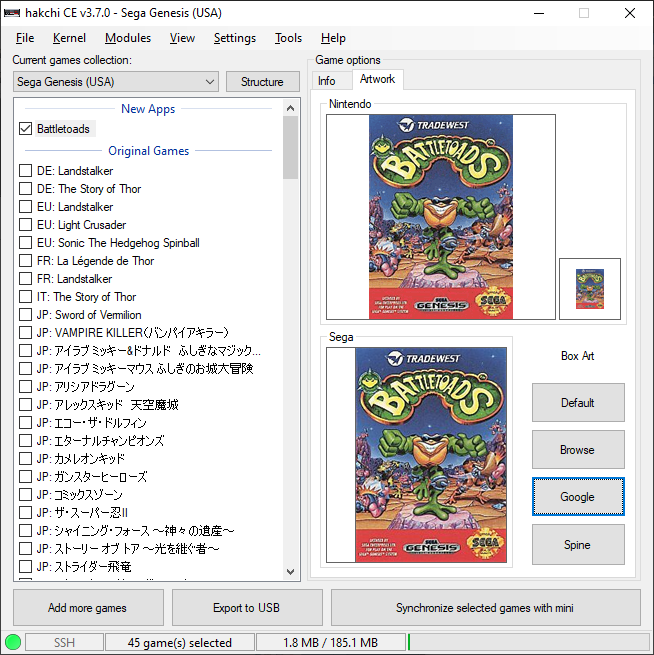 hakchi CE v3.7.0 - Sega Genesis (USA)
File Kernel Modules View Settings Tools Help
Current games collection:
Sega Genesis (USA)
Structure
New Apps
Battletoads
Original Games
DE: Landstalker
DE: The Story of Thor
EU: Landstalker
EU: Light Crusader
EU: Sonic The Hedgehog Spinball
FR: La Légende de Thor
FR: Landstalker
IT: The Story of Thor
JP: Sword of Vermilion
JP: VAMPIRE KILLER(バンパイアキラー)
JP: アイラブ ミッキー&ドナルド ふしぎなマジック...
JP: アイラブ ミッキーマウス ふしぎのお城大冒険
JP: アリシアドラグーン
JP: アレックスキッド 天空魔城
JP: エコー・ザ・ドルフィン
JP: エターナルチャンピオンズ
JP: カメレオンキッド
JP: ガンスターヒーローズ
JP: コミックスゾーン
JP: ザ・スーパー忍II
JP: シャイニング・フォース ～神々の遺産～
JP: ストーリー オブ トア ～光を継ぐ者～
JP: ストライダー飛竜
Game options
Info
Artwork
Nintendo
TRADEWEST
BATTLETOADS
GENESIS
SEGA
Sega
TRADEWEST
BATTLETOADS
GENESIS
SEGA
Box Art
Default
Browse
Google
Spine
Add more games
Export to USB
Synchronize selected games with mini
SSH
45 game(s) selected
1.8 MB / 185.1 MB